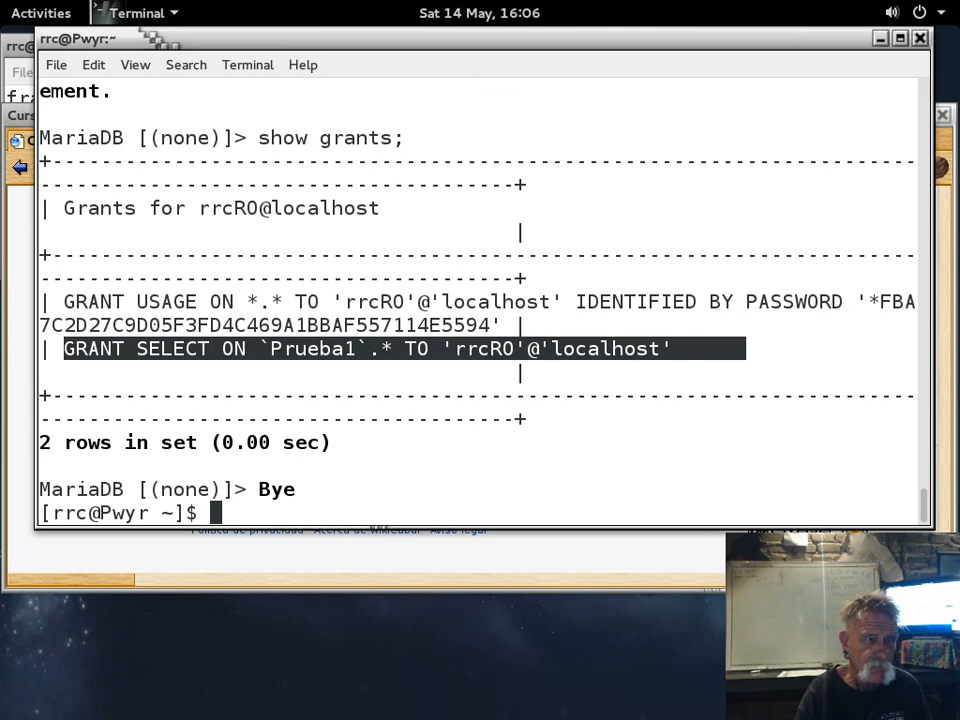 Activities Terminal Sat 14 May, 16:06
rrc@Pwyr:~
File Edit View Search Terminal Help
ement.
MariaDB [(none)]> show grants;
+------------------------------------------------------------------------
---------------------------------------+
| Grants for rrcRO@localhost
|
+------------------------------------------------------------------------
---------------------------------------+
| GRANT USAGE ON *.* TO 'rrcRO'@'localhost' IDENTIFIED BY PASSWORD '*FBA
7C2D27C9D05F3FD4C469A1BBAF557114E5594' |
| GRANT SELECT ON `Prueba1`.* TO 'rrcRO'@'localhost'
|
+------------------------------------------------------------------------
---------------------------------------+
2 rows in set (0.00 sec)
MariaDB [(none)]> Bye
[rrc@Pwyr ~]$